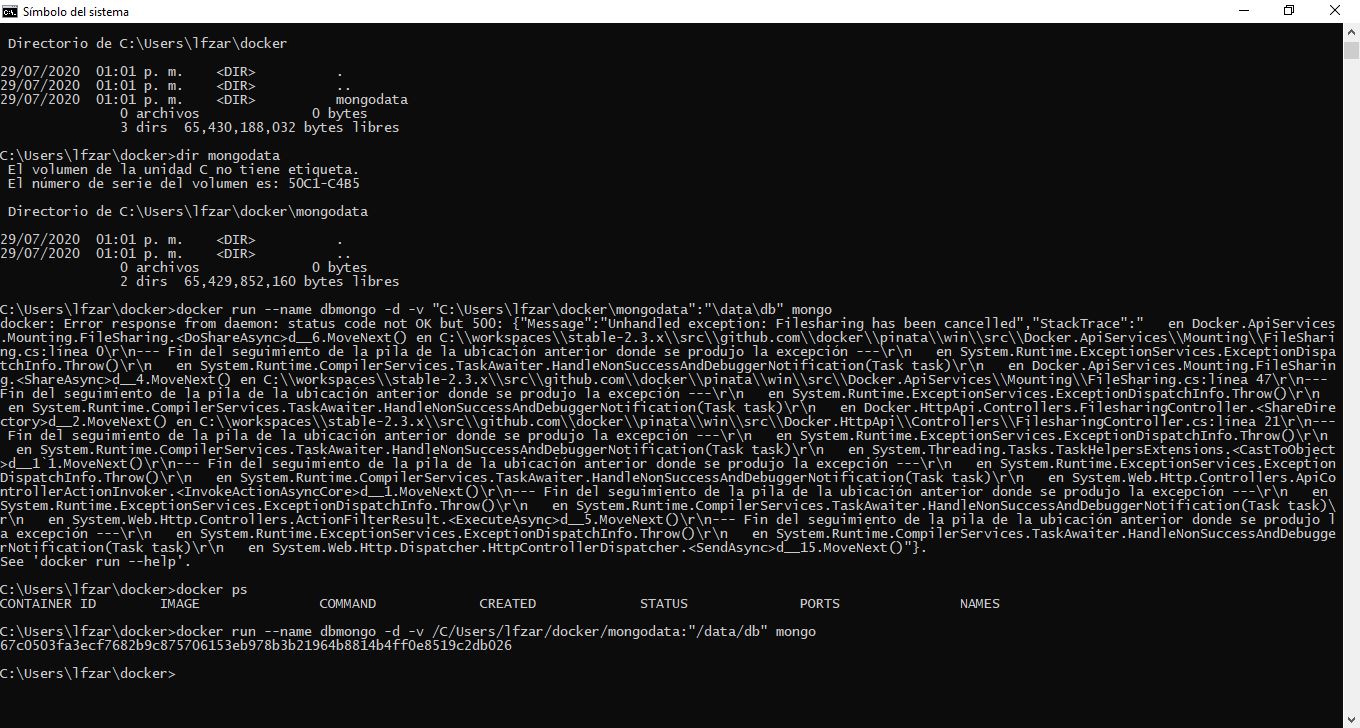 Símbolo del sistema
 Directorio de C:\Users\lfzar\docker
29/07/2020  01:01 p. m.    <DIR>          .
29/07/2020  01:01 p. m.    <DIR>          ..
29/07/2020  01:01 p. m.    <DIR>          mongodata
               0 archivos              0 bytes
               3 dirs  65,430,188,032 bytes libres
C:\Users\lfzar\docker>dir mongodata
 El volumen de la unidad C no tiene etiqueta.
 El número de serie del volumen es: 50C1-C4B5
 Directorio de C:\Users\lfzar\docker\mongodata
29/07/2020  01:01 p. m.    <DIR>          .
29/07/2020  01:01 p. m.    <DIR>          ..
               0 archivos              0 bytes
               2 dirs  65,429,852,160 bytes libres
C:\Users\lfzar\docker>docker run --name dbmongo -d -v "C:\Users\lfzar\docker\mongodata":"\data\db" mongo
docker: Error response from daemon: status code not OK but 500: {"Message":"Unhandled exception: Filesharing has been cancelled","StackTrace":"   en Docker.ApiServices
.Mounting.FileSharing.<DoShareAsync>d__6.MoveNext() en C:\\workspaces\\stable-2.3.x\\src\\github.com\\docker\\pinata\\win\\src\\Docker.ApiServices\\Mounting\\FileShari
ng.cs:línea 0\r\n--- Fin del seguimiento de la pila de la ubicación anterior donde se produjo la excepción ---\r\n   en System.Runtime.ExceptionServices.ExceptionDispa
tchInfo.Throw()\r\n   en System.Runtime.CompilerServices.TaskAwaiter.HandleNonSuccessAndDebuggerNotification(Task task)\r\n   en Docker.ApiServices.Mounting.FileSharin
g.<ShareAsync>d__4.MoveNext() en C:\\workspaces\\stable-2.3.x\\src\\github.com\\docker\\pinata\\win\\src\\Docker.ApiServices\\Mounting\\FileSharing.cs:línea 47\r\n---
Fin del seguimiento de la pila de la ubicación anterior donde se produjo la excepción ---\r\n   en System.Runtime.ExceptionServices.ExceptionDispatchInfo.Throw()\r\n
 en System.Runtime.CompilerServices.TaskAwaiter.HandleNonSuccessAndDebuggerNotification(Task task)\r\n   en Docker.HttpApi.Controllers.FilesharingController.<ShareDire
ctory>d__2.MoveNext() en C:\\workspaces\\stable-2.3.x\\src\\github.com\\docker\\pinata\\win\\src\\Docker.HttpApi\\Controllers\\FilesharingController.cs:línea 21\r\n---
 Fin del seguimiento de la pila de la ubicación anterior donde se produjo la excepción ---\r\n   en System.Runtime.ExceptionServices.ExceptionDispatchInfo.Throw()\r\n
  en System.Runtime.CompilerServices.TaskAwaiter.HandleNonSuccessAndDebuggerNotification(Task task)\r\n   en System.Threading.Tasks.TaskHelpersExtensions.<CastToObject
>d__1`1.MoveNext()\r\n--- Fin del seguimiento de la pila de la ubicación anterior donde se produjo la excepción ---\r\n   en System.Runtime.ExceptionServices.Exception
DispatchInfo.Throw()\r\n   en System.Runtime.CompilerServices.TaskAwaiter.HandleNonSuccessAndDebuggerNotification(Task task)\r\n   en System.Web.Http.Controllers.ApiCo
ntrollerActionInvoker.<InvokeActionAsyncCore>d__1.MoveNext()\r\n--- Fin del seguimiento de la pila de la ubicación anterior donde se produjo la excepción ---\r\n   en
System.Runtime.ExceptionServices.ExceptionDispatchInfo.Throw()\r\n   en System.Runtime.CompilerServices.TaskAwaiter.HandleNonSuccessAndDebuggerNotification(Task task)\
r\n   en System.Web.Http.Controllers.ActionFilterResult.<ExecuteAsync>d__5.MoveNext()\r\n--- Fin del seguimiento de la pila de la ubicación anterior donde se produjo l
a excepción ---\r\n   en System.Runtime.ExceptionServices.ExceptionDispatchInfo.Throw()\r\n   en System.Runtime.CompilerServices.TaskAwaiter.HandleNonSuccessAndDebugge
rNotification(Task task)\r\n   en System.Web.Http.Dispatcher.HttpControllerDispatcher.<SendAsync>d__15.MoveNext()"}.
See 'docker run --help'.
C:\Users\lfzar\docker>docker ps
CONTAINER ID        IMAGE               COMMAND             CREATED             STATUS              PORTS               NAMES
C:\Users\lfzar\docker>docker run --name dbmongo -d -v /C/Users/lfzar/docker/mongodata:"/data/db" mongo
67c0503fa3ecf7682b9c875706153eb978b3b21964b8814b4ff0e8519c2db026
C:\Users\lfzar\docker>